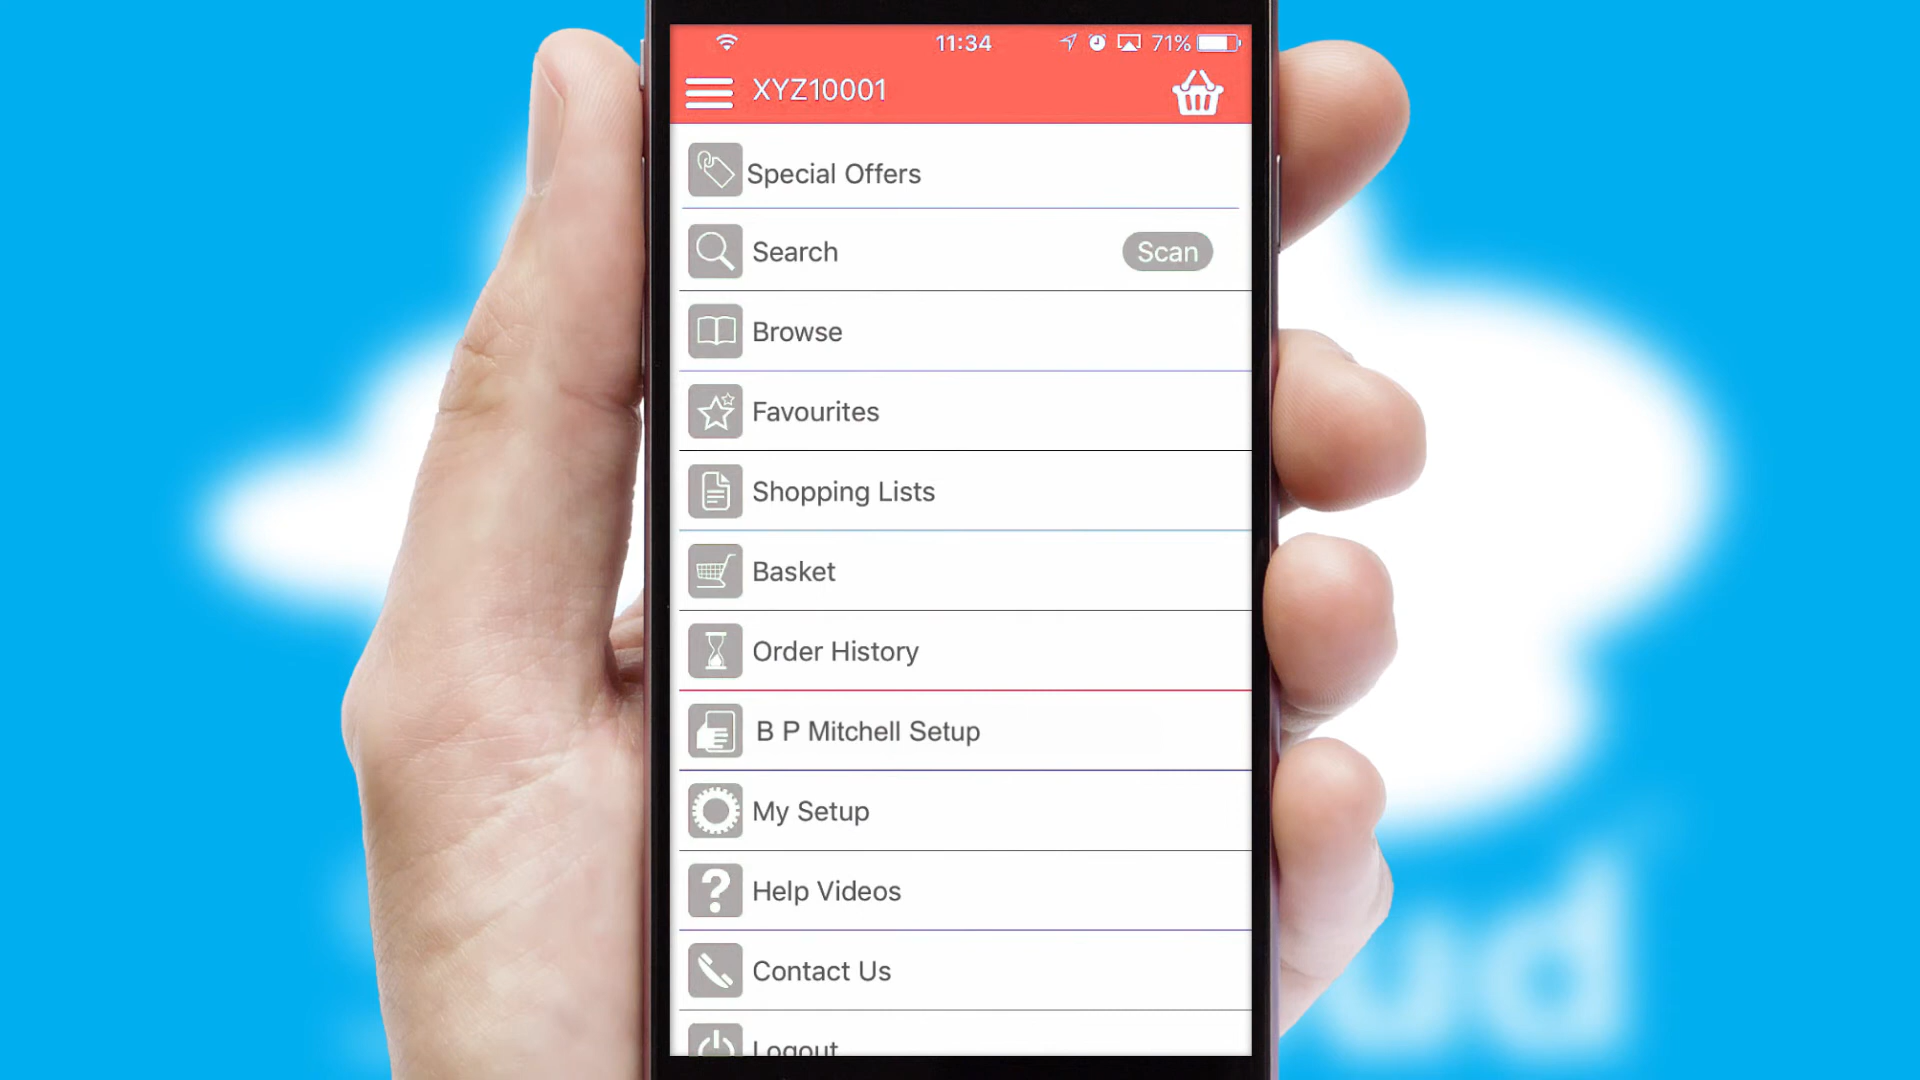 11:34 71%
XYZ10001
Special Offers
Search Scan
Browse
Favourites
Shopping Lists
Basket
Order History
B P Mitchell Setup
My Setup
Help Videos
Contact Us
Logout
ud